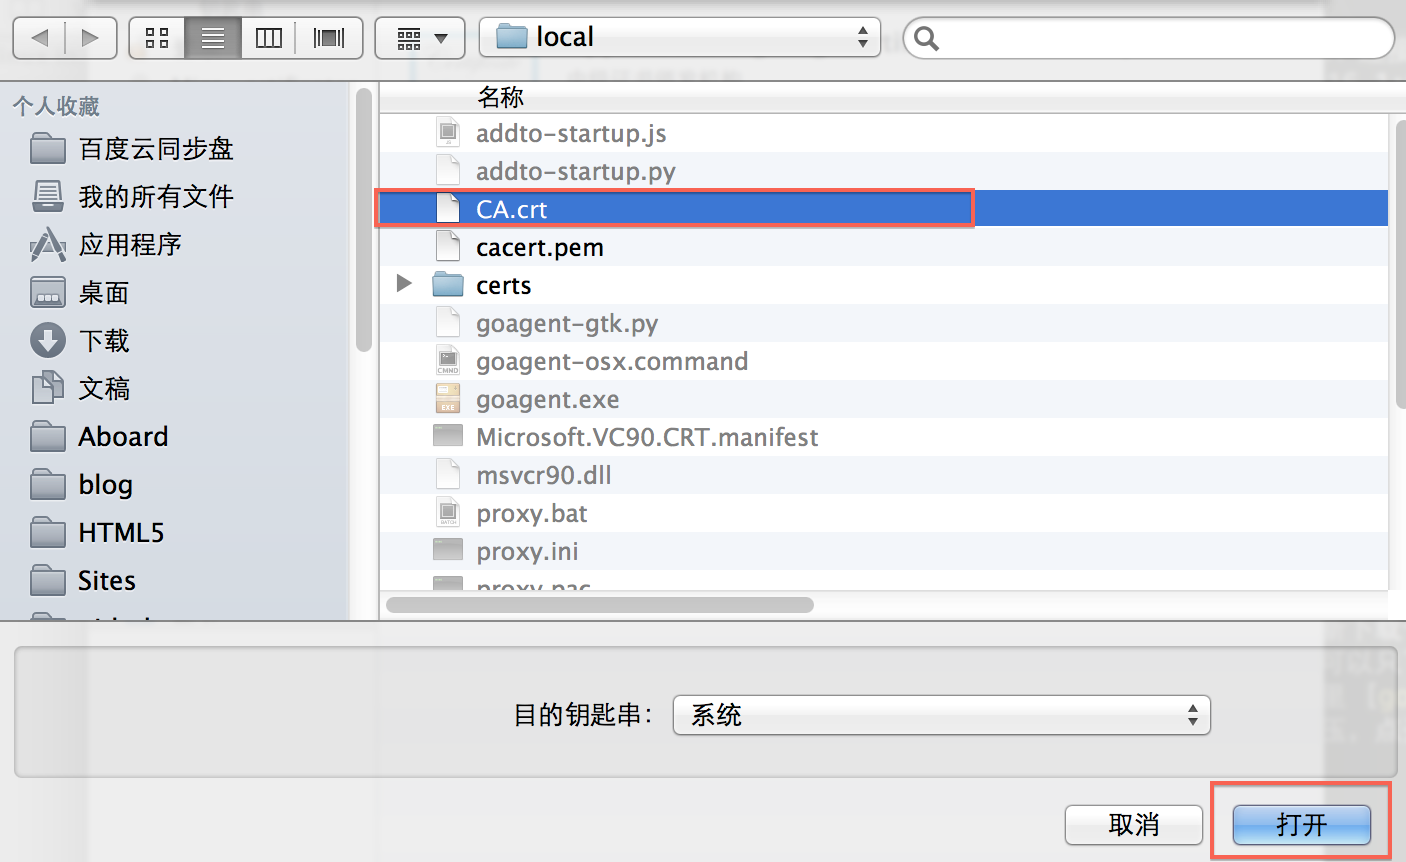 local
个人收藏
百度云同步盘
我的所有文件
应用程序
桌面
下载
文稿
Aboard
blog
HTML5
Sites
名称
addto-startup.js
addto-startup.py
CA.crt
cacert.pem
certs
goagent-gtk.py
goagent-osx.command
goagent.exe
Microsoft.VC90.CRT.manifest
msvcr90.dll
proxy.bat
proxy.ini
proxy.pac
目的钥匙串：
系统
取消
打开